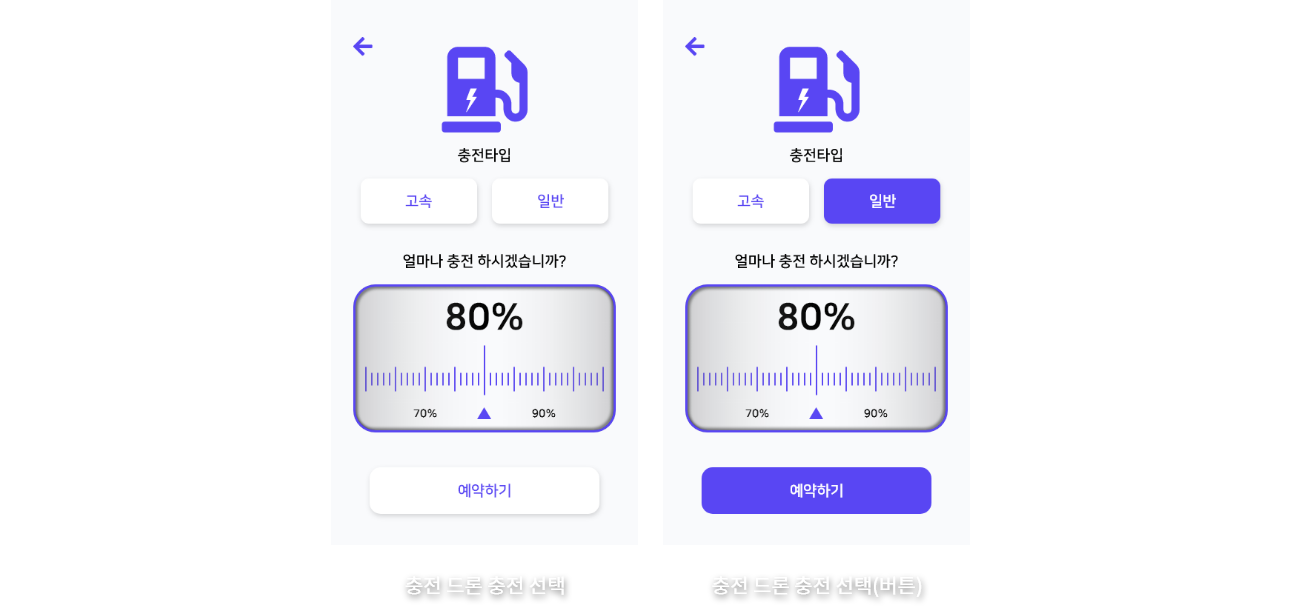 충전타입
고속 일반
얼마나 충전 하시겠습니까?
80%
70% 90%
예약하기
충전 드론 충전 선택
충전타입
고속 일반
얼마나 충전 하시겠습니까?
80%
70% 90%
예약하기
충전 드론 충전 선택(버튼)